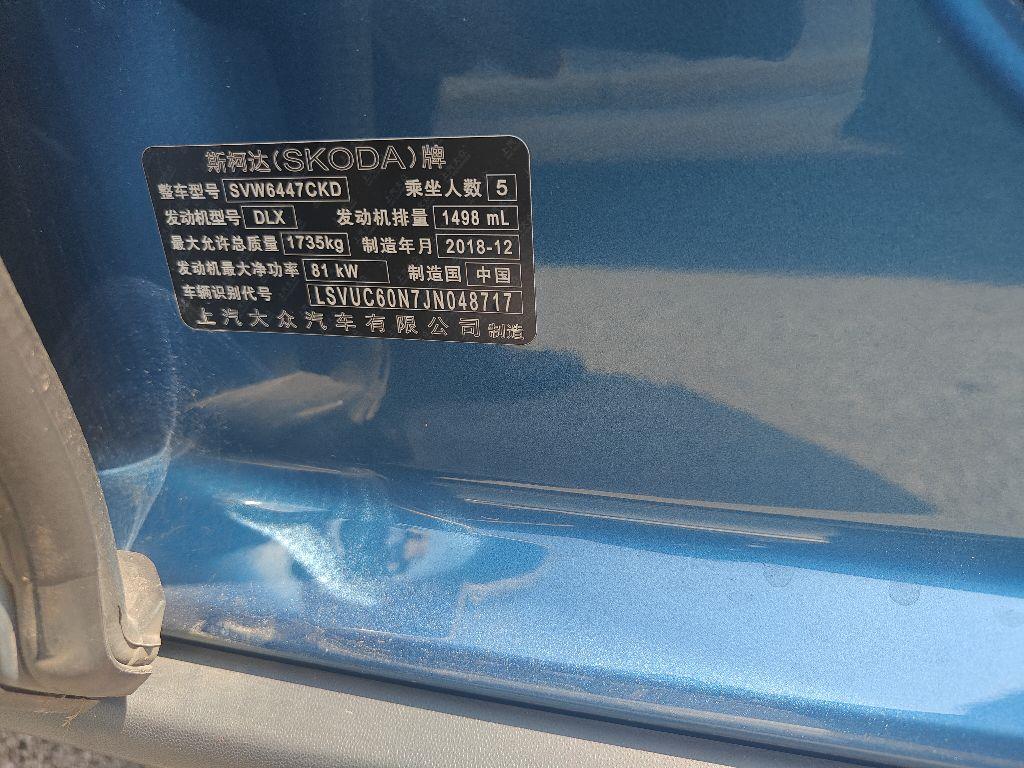 斯柯达(SKODA)牌
整车型号 SVW6447CKD 乘坐人数 5
发动机型号 DLX 发动机排量 1498 mL
最大允许总质量 1735kg 制造年月 2018-12
发动机最大净功率 81 kW 制造国 中国
车辆识别代号 LSVUC60N7JN048717
上汽大众汽车有限公司 制造